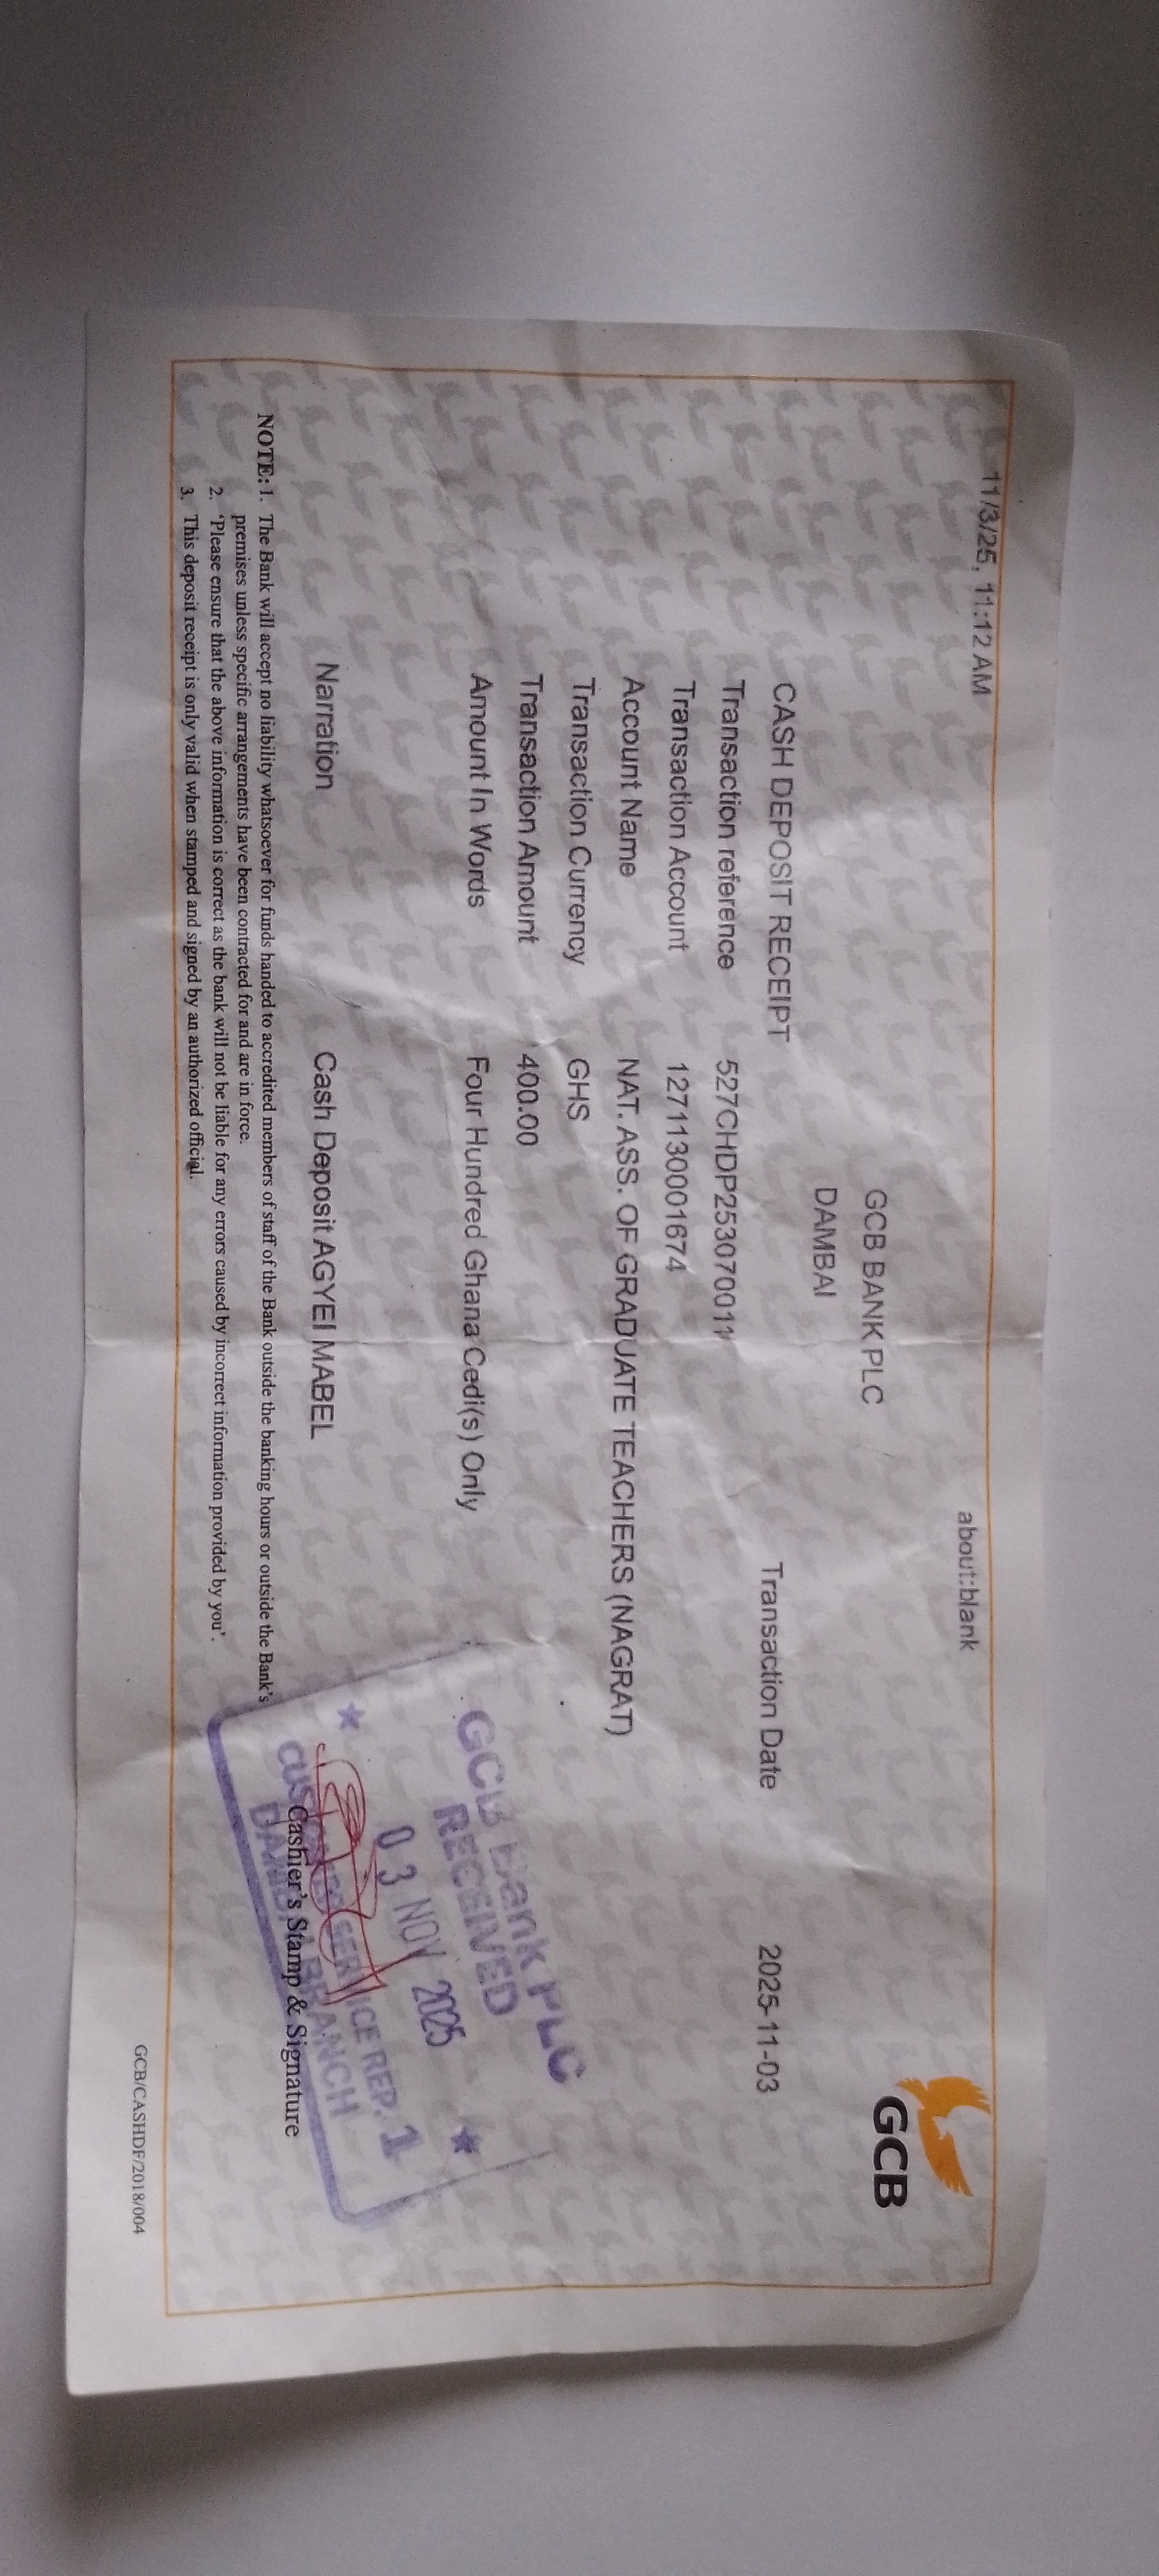 11/3/25, 11:12 AM
about:blank
GCB
GCB BANK PLC
DAMBAI
CASH DEPOSIT RECEIPT Transaction Date 2025-11-03
Transaction reference 527CHDP253070011
Transaction Account 1271130001674
Account Name NAT. ASS. OF GRADUATE TEACHERS (NAGRAT)
Transaction Currency GHS
Transaction Amount 400.00
Amount In Words Four Hundred Ghana Cedi(s) Only
Narration Cash Deposit AGYEI MABEL
GCB Bank PLC
RECEIVED
03 NOV 2025
CUSTOMER SERVICE REP. 1
DAMBAI BRANCH
Cashier's Stamp & Signature
NOTE: 1. The Bank will accept no liability whatsoever for funds handed to accredited members of staff of the Bank outside the banking hours or outside the Bank's
premises unless specific arrangements have been contracted for and are in force.
2. ‘Please ensure that the above information is correct as the bank will not be liable for any errors caused by incorrect information provided by you’.
3. This deposit receipt is only valid when stamped and signed by an authorized official.
GCB/CASHDF/2018/004